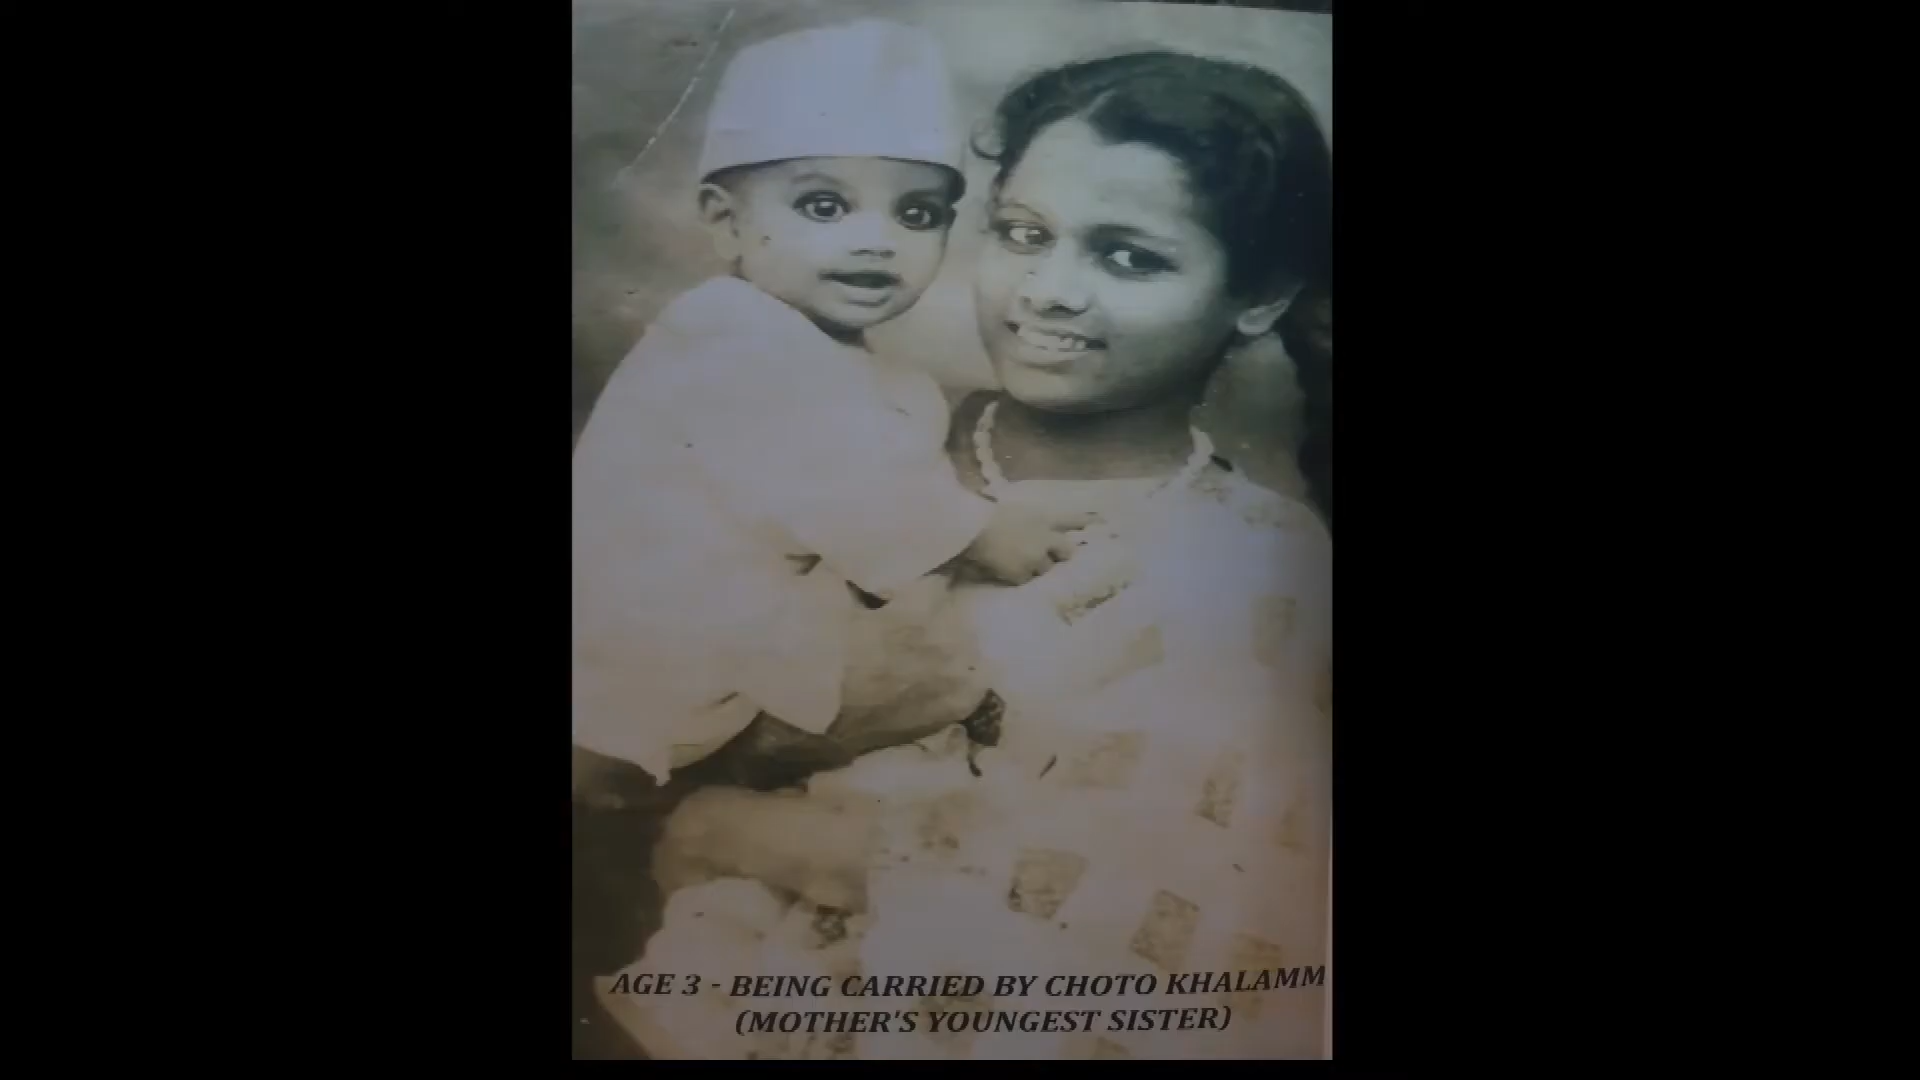 AGE 3 - BEING CARRIED BY CHOTO KHALAMM
(MOTHER'S YOUNGEST SISTER)